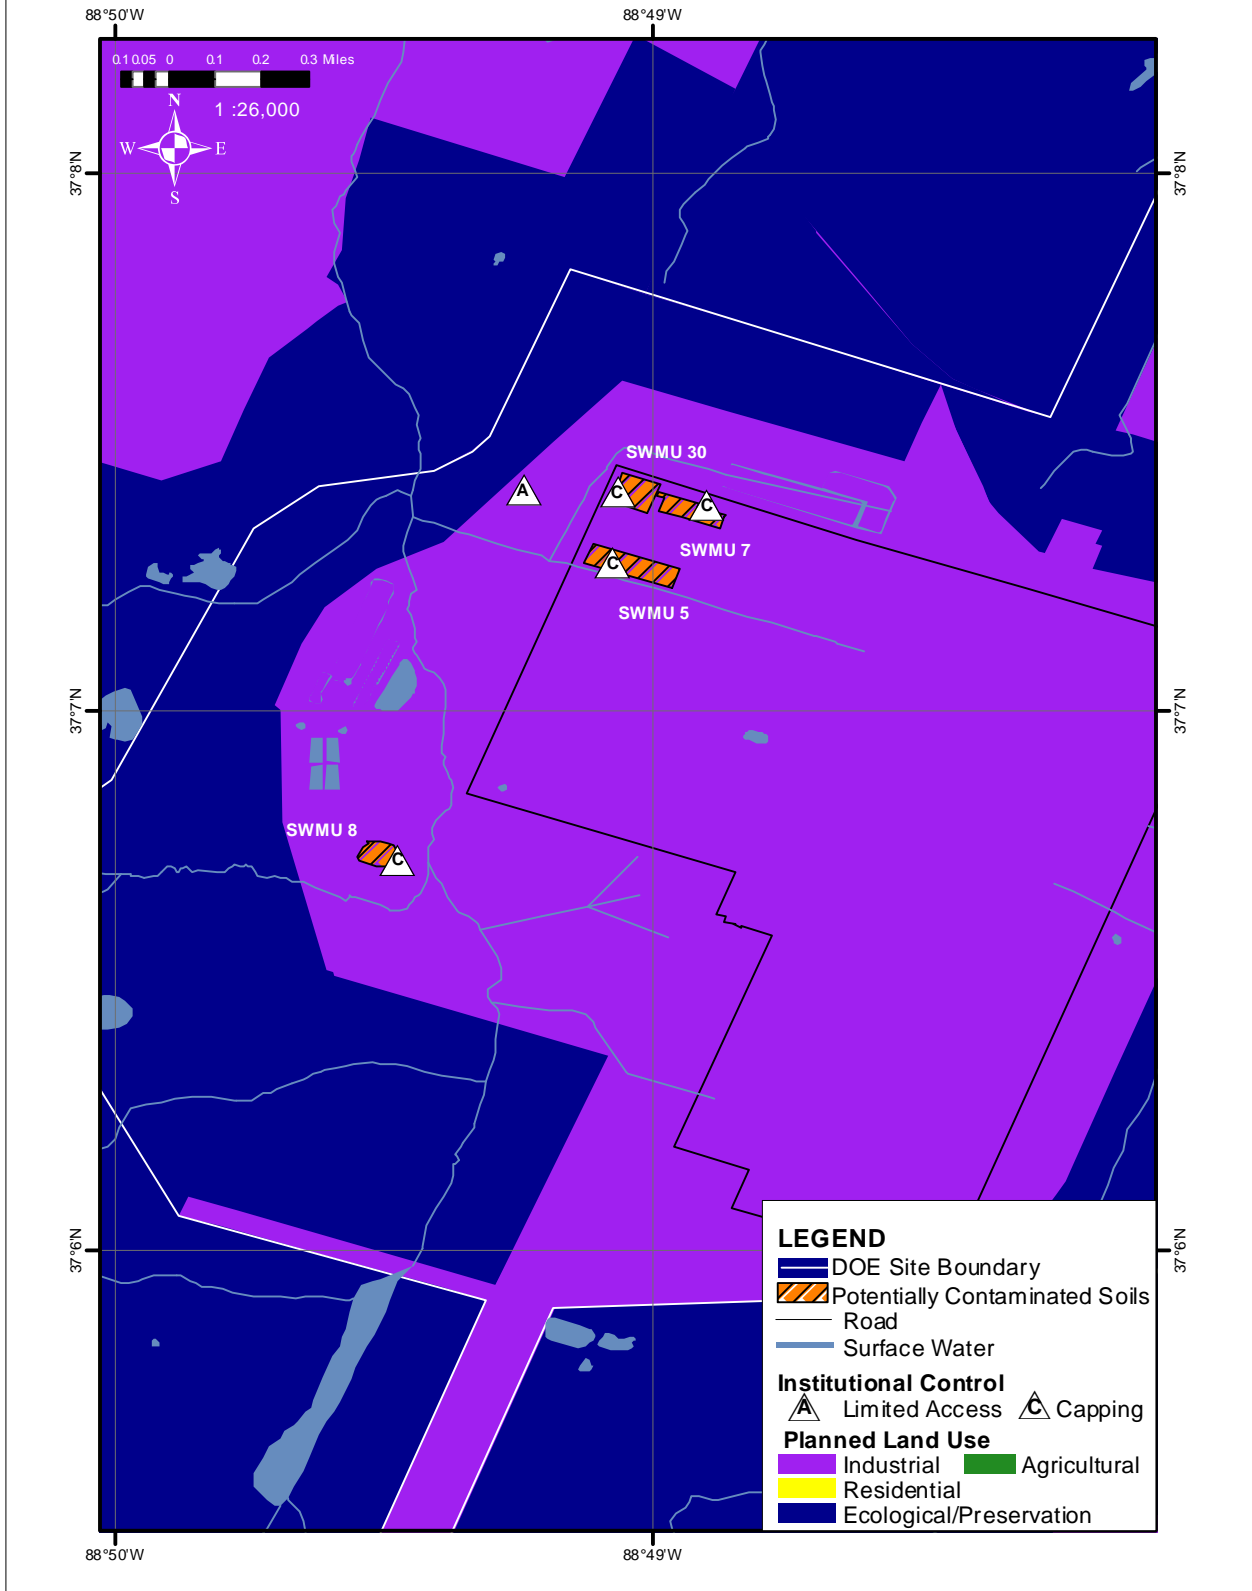 88°50'W 88°49'W
0.1 0.05 0 0.1 0.2 0.3 Miles
1 :26,000
N
W E
S
37°8'N 37°8'N
SWMU 30
A
C
C
SWMU 7
C
SWMU 5
37°7'N 37°7'N
SWMU 8
C
37°6'N 37°6'N
LEGEND
DOE Site Boundary
Potentially Contaminated Soils
Road
Surface Water
Institutional Control
A Limited Access C Capping
Planned Land Use
Industrial Agricultural
Residential
Ecological/Preservation
88°50'W 88°49'W